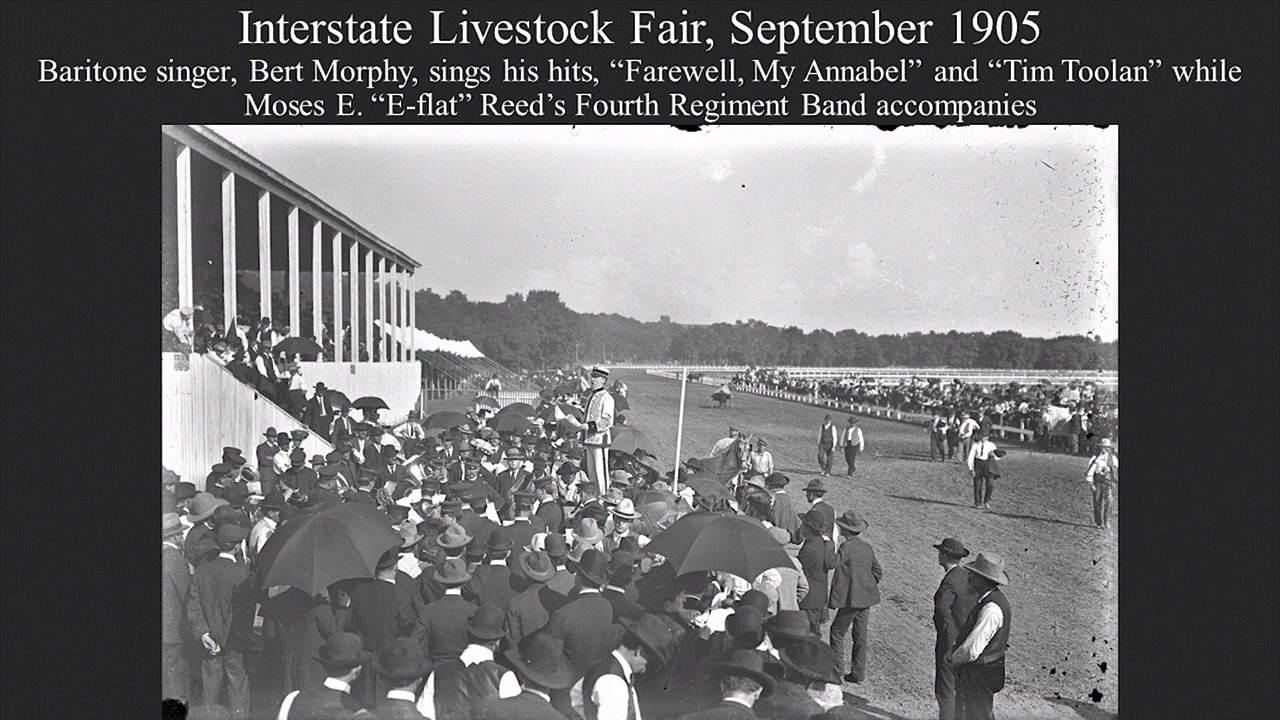 Interstate Livestock Fair, September 1905
Baritone singer, Bert Morphy, sings his hits, “Farewell, My Annabel” and “Tim Toolan” while
Moses E. “E-flat” Reed’s Fourth Regiment Band accompanies